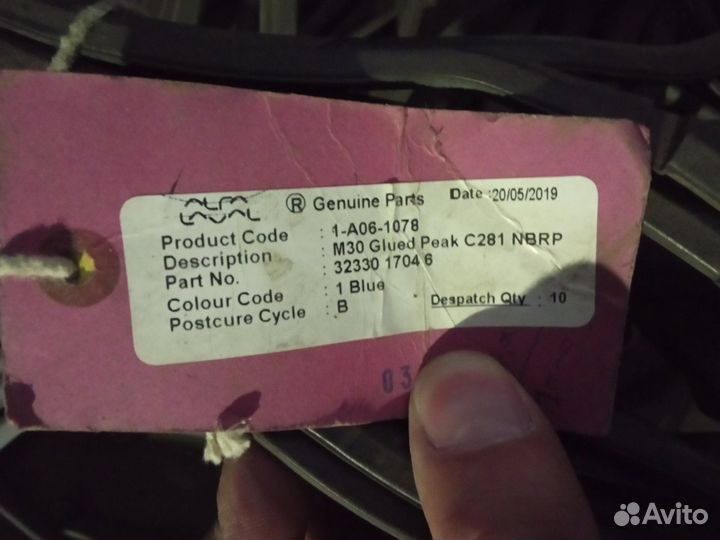 ALFA LAVAL ® Genuine Parts Date :20/05/2019
Product Code : 1-A06-1078
Description : M30 Glued Peak C281 NBRP
Part No. : 32330 1704 6
Colour Code : 1 Blue Despatch Qty : 10
Postcure Cycle : B
03
Avito